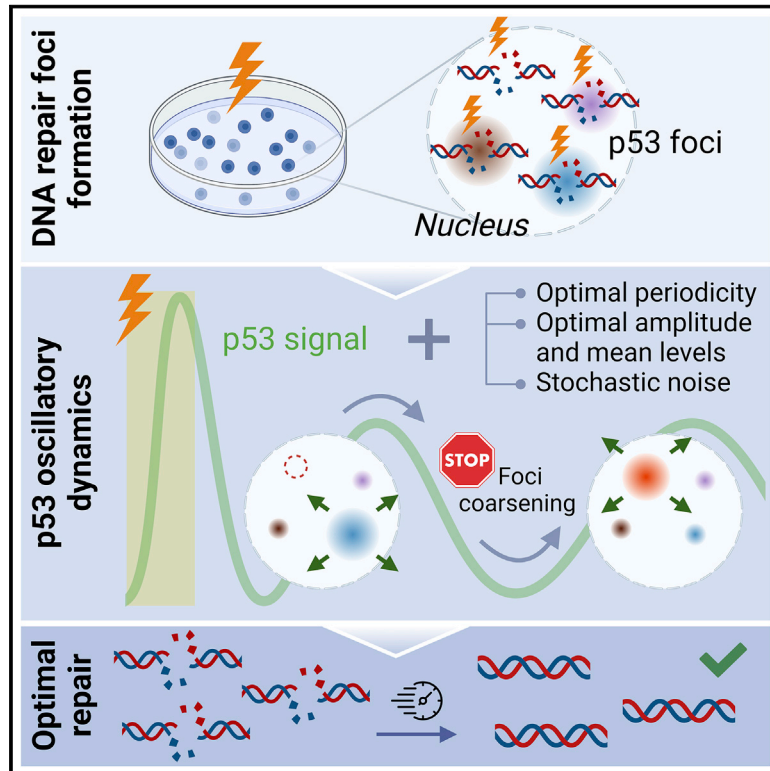 DNA repair foci
formation
p53 foci
Nucleus
p53 oscillatory
dynamics
p53 signal
+
Optimal periodicity
Optimal amplitude
and mean levels
Stochastic noise
STOP
Foci
coarsening
Optimal
repair